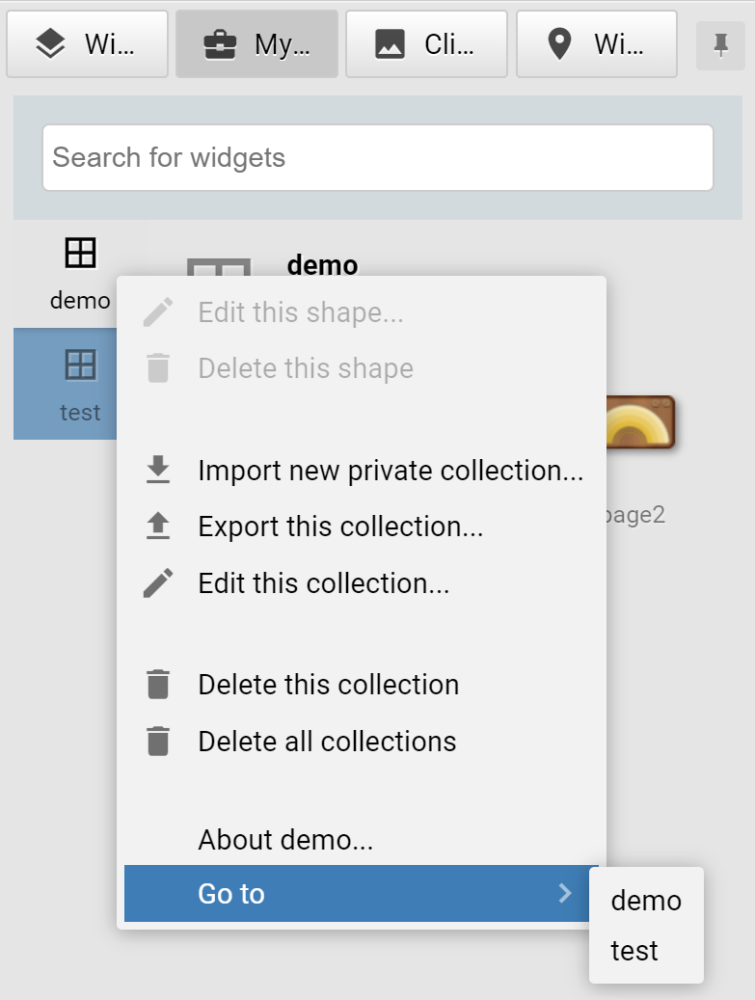 Wi... My... Cli... Wi...
Search for widgets
demo
demo
test
Edit this shape...
Delete this shape
Import new private collection...
Export this collection...
Edit this collection...
page2
Delete this collection
Delete all collections
About demo...
Go to
demo
test